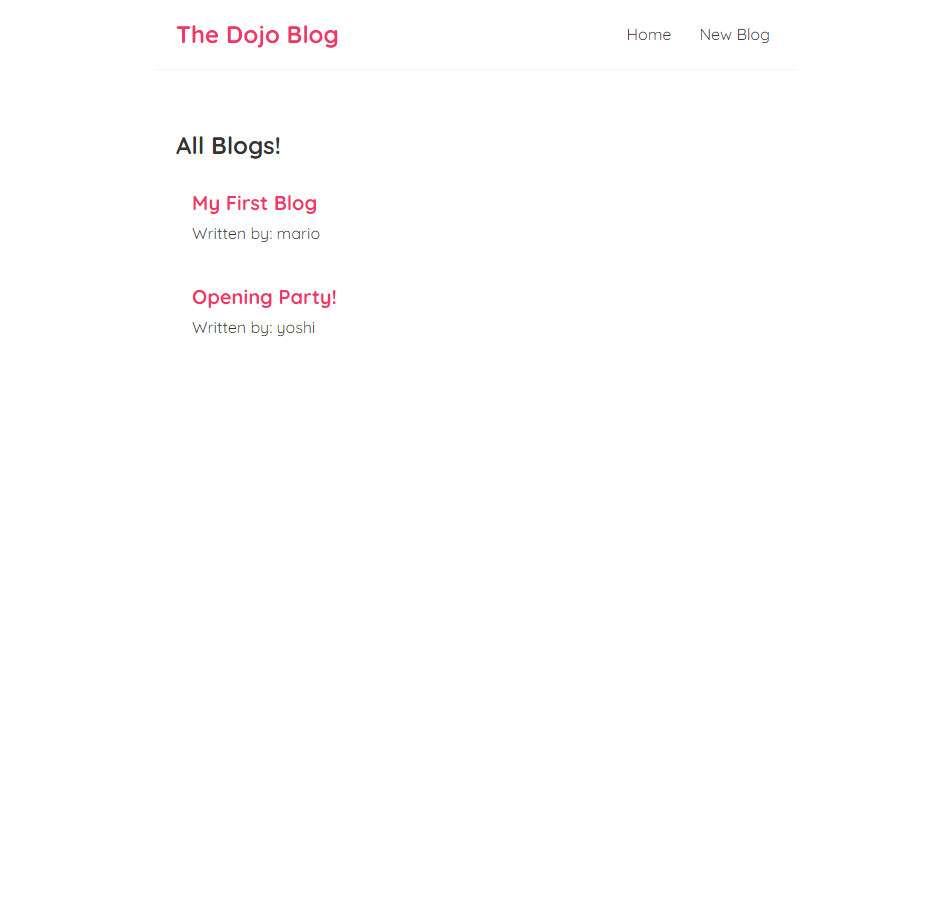 The Dojo Blog
Home New Blog
All Blogs!
My First Blog
Written by: mario
Opening Party!
Written by: yoshi